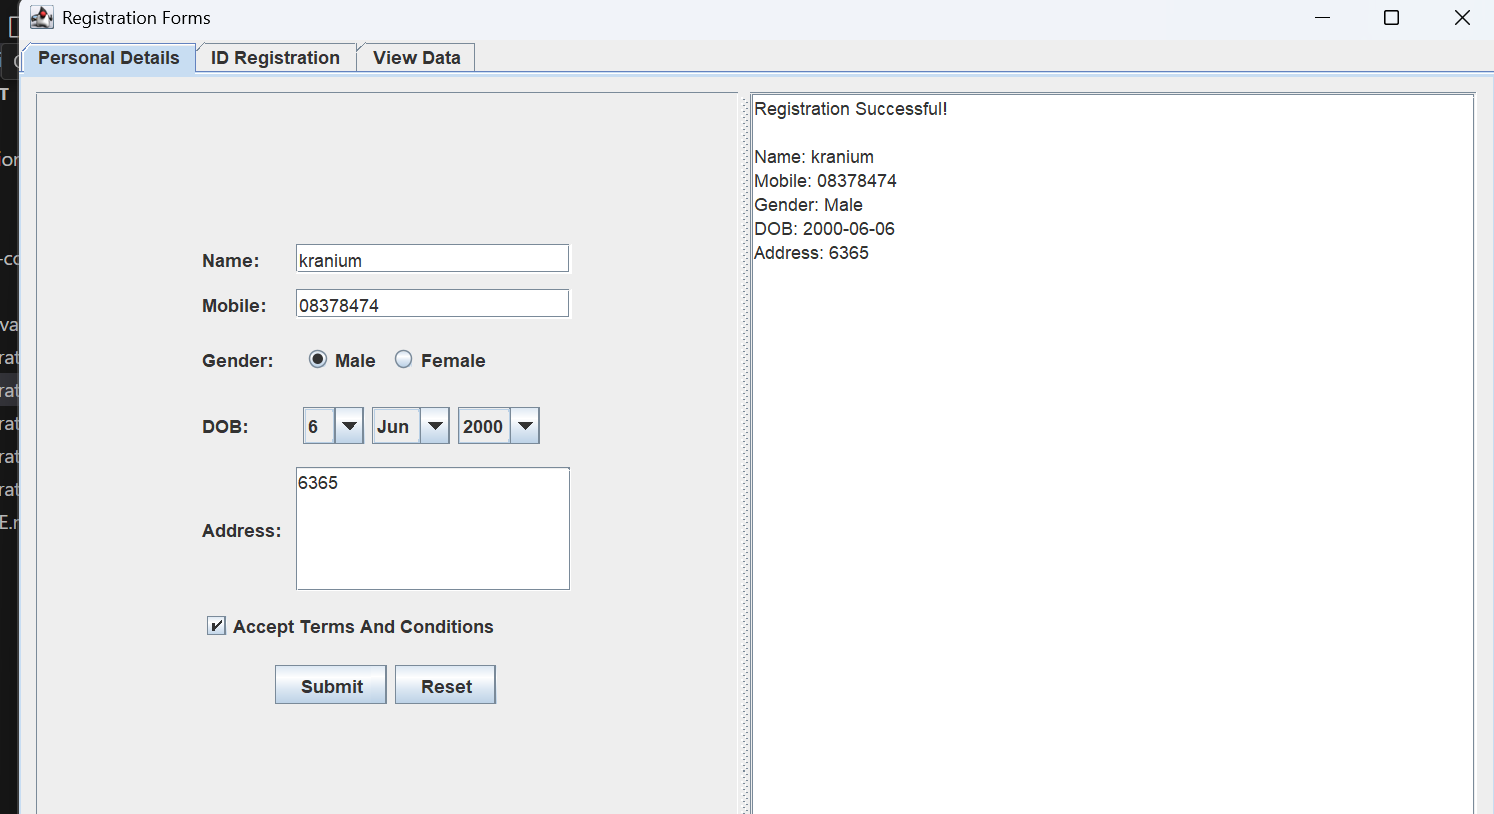 Registration Forms
Personal Details
ID Registration
View Data
Name:
kranium
Mobile:
08378474
Gender:
Male
Female
DOB:
6
Jun
2000
Address:
6365
Accept Terms And Conditions
Submit
Reset
Registration Successful!
Name: kranium
Mobile: 08378474
Gender: Male
DOB: 2000-06-06
Address: 6365